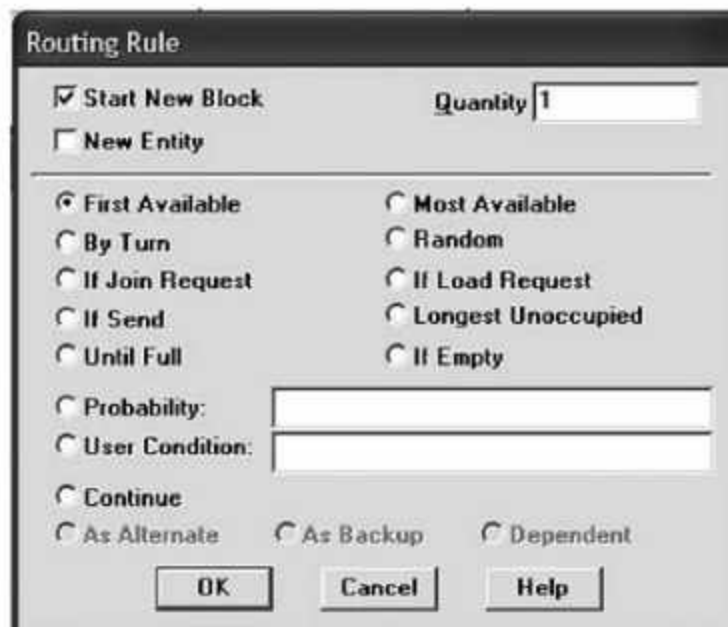 Routing Rule
Start New Block Quantity 1
New Entity
First Available Most Available
By Turn Random
If Join Request If Load Request
If Send Longest Unoccupied
Until Full If Empty
Probability:
User Condition:
Continue
As Alternate As Backup Dependent
OK Cancel Help